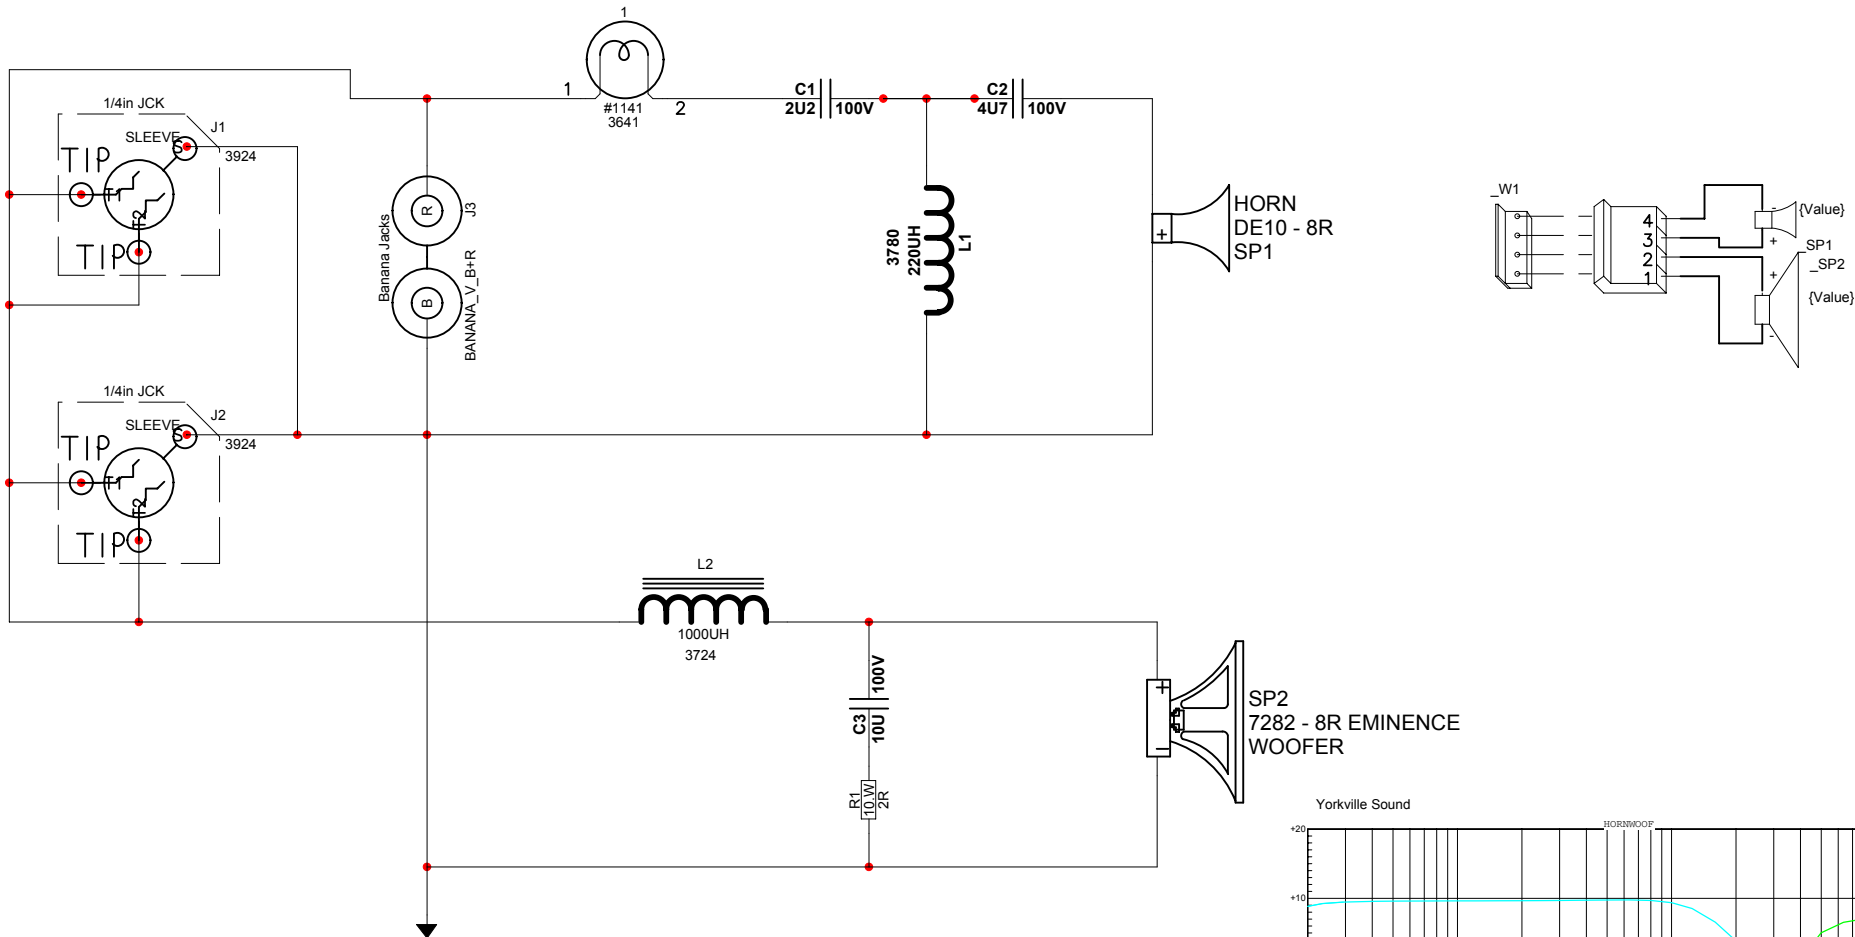 1
1
2
#1141
3641
C1
2U2
100V
C2
4U7
100V
1/4in JCK
J1
3924
SLEEVE
S
TIP
T1
T2
TIP
Banana Jacks
R
B
J3
BANANA_V_B+R
3780
220UH
L1
+
HORN
DE10 - 8R
SP1
_W1
4
3
2
1
-
{Value}
+
SP1
_SP2
+
{Value}
-
1/4in JCK
J2
3924
SLEEVE
S
TIP
T1
T2
TIP
L2
1000UH
3724
100V
C3
10U
R1
10.W
2R
+
-
SP2
7282 - 8R EMINENCE
WOOFER
Yorkville Sound
HORNWOOF
+20
+10